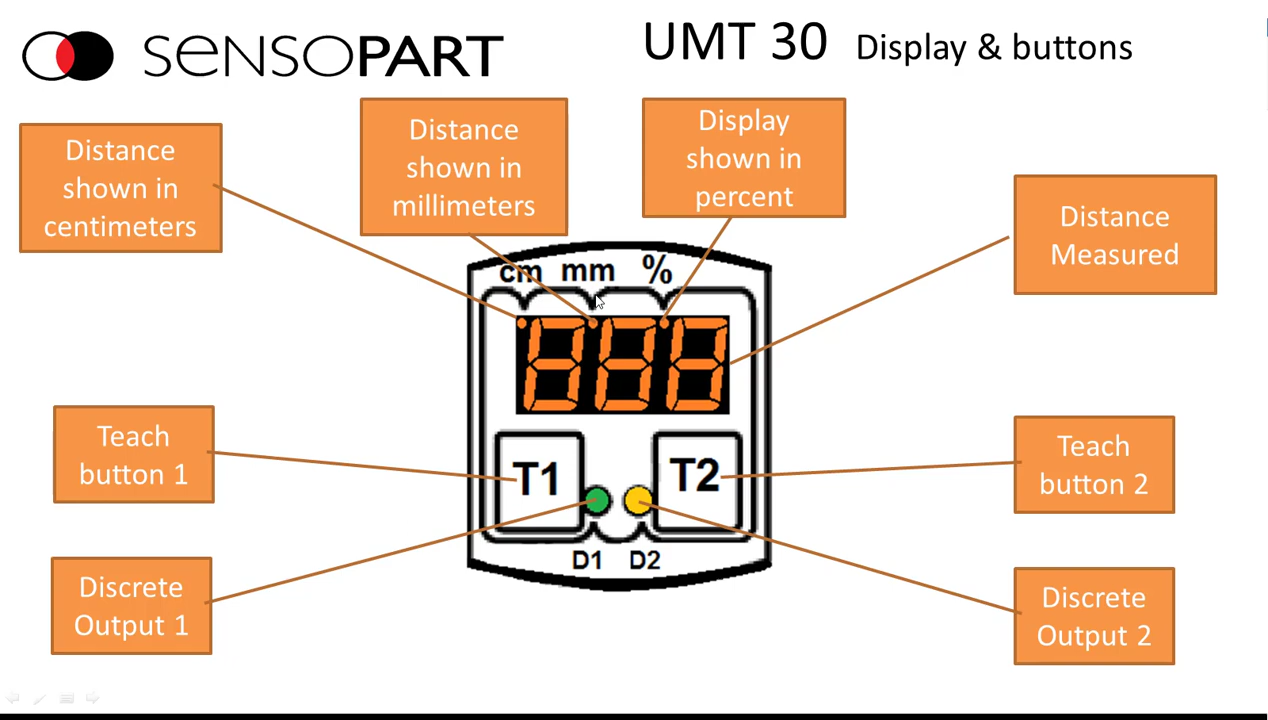 SENSOPART
UMT 30 Display & buttons
Distance
shown in
centimeters
Distance
shown in
millimeters
Display
shown in
percent
Distance
Measured
cm mm %
888
Teach
button 1
T1
T2
Teach
button 2
D1 D2
Discrete
Output 1
Discrete
Output 2